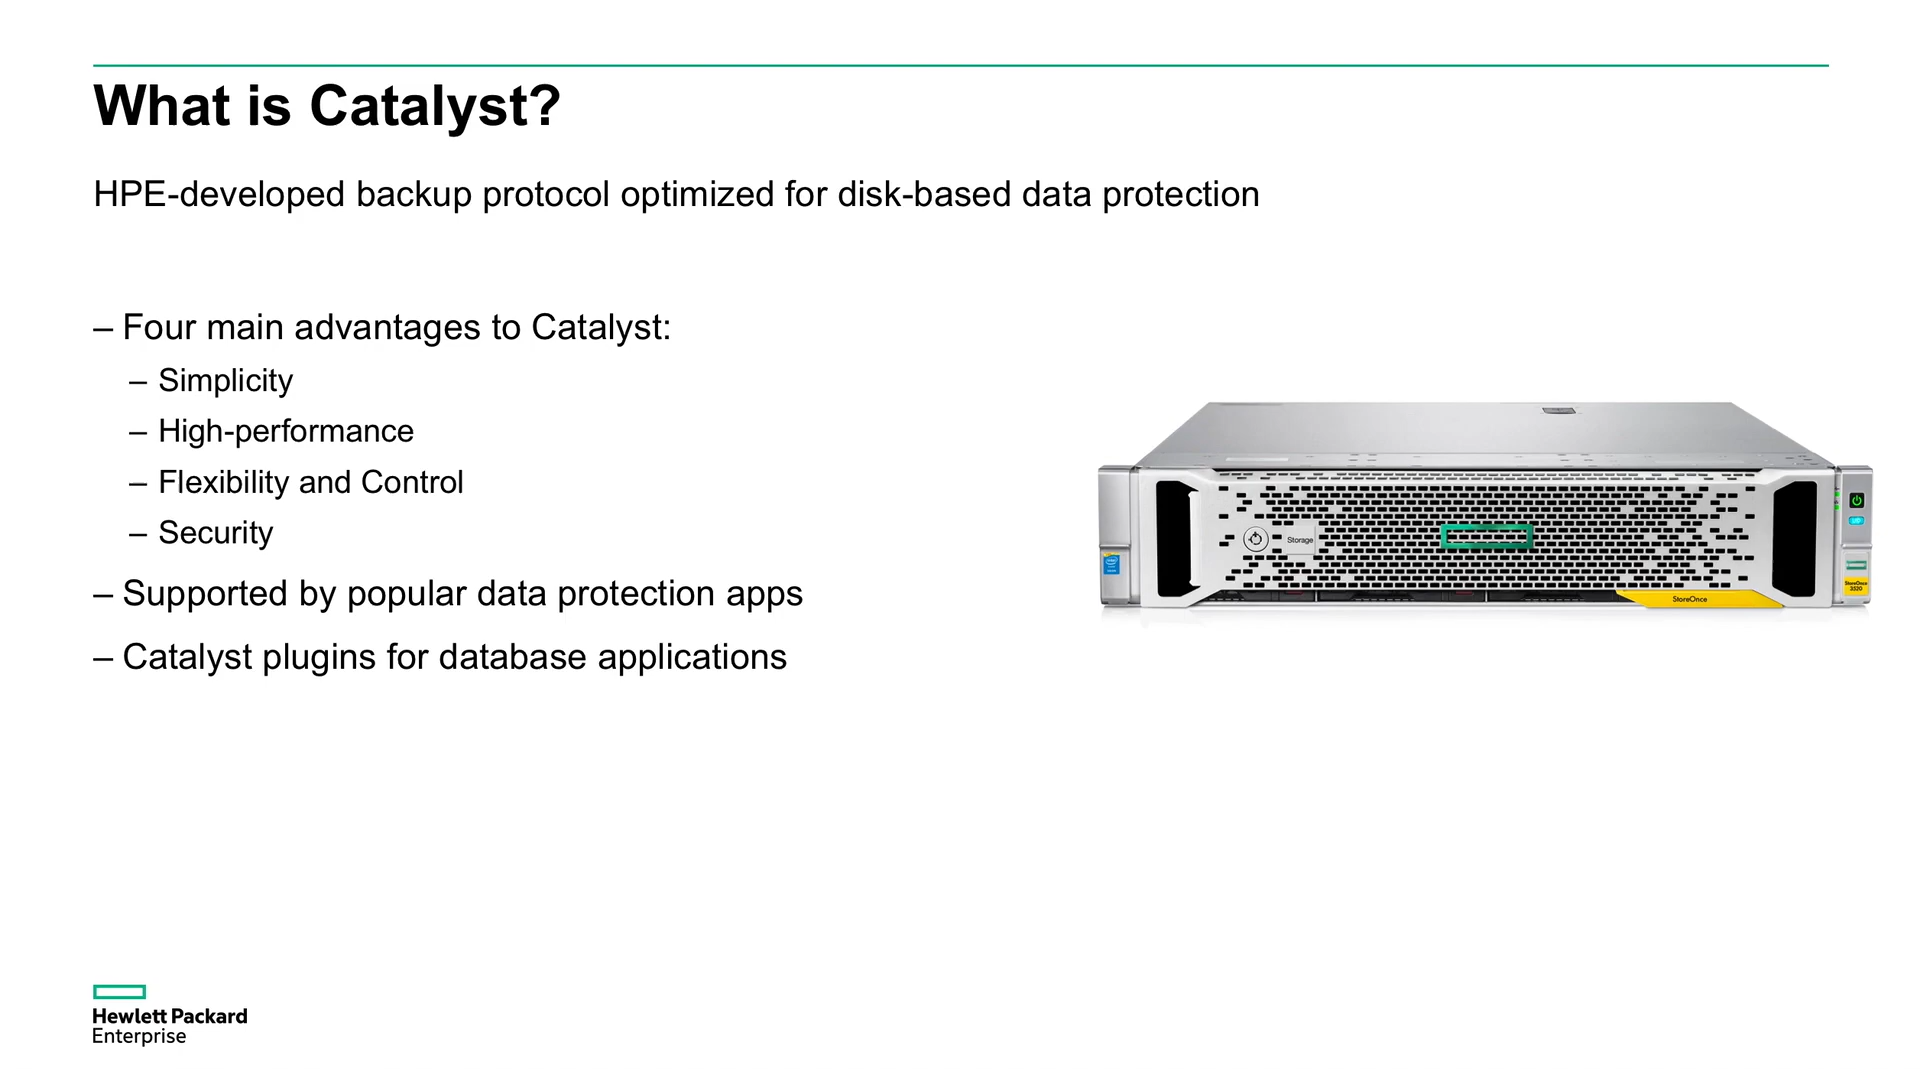 What is Catalyst?
HPE-developed backup protocol optimized for disk-based data protection
– Four main advantages to Catalyst:
– Simplicity
– High-performance
– Flexibility and Control
– Security
– Supported by popular data protection apps
– Catalyst plugins for database applications
Storage
StoreOnce
StoreOnce
3520
Hewlett Packard
Enterprise